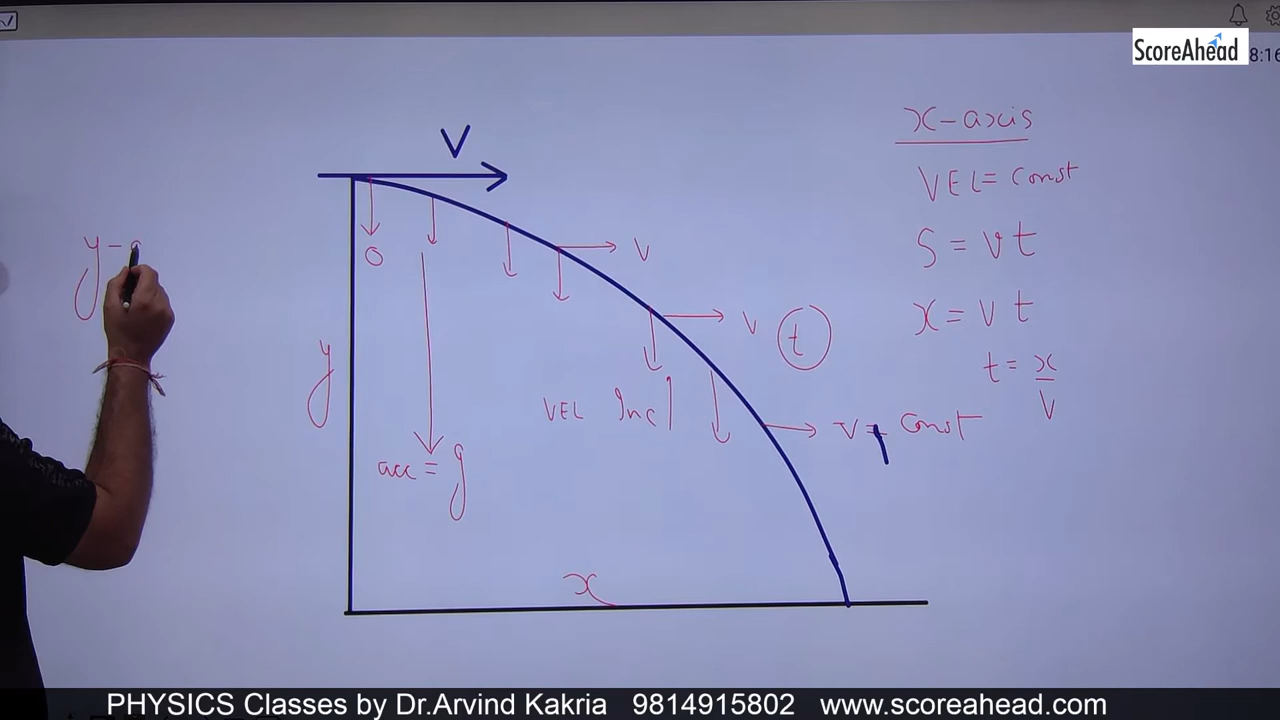 ScoreAhead
8:16
V
x-axis
VEL = const
S = vt
x = vt
t = x/V
y-a
0
v
v t
y
VEL Inc
v = const
acc = g
x
PHYSICS Classes by Dr.Arvind Kakria 9814915802 www.scoreahead.com